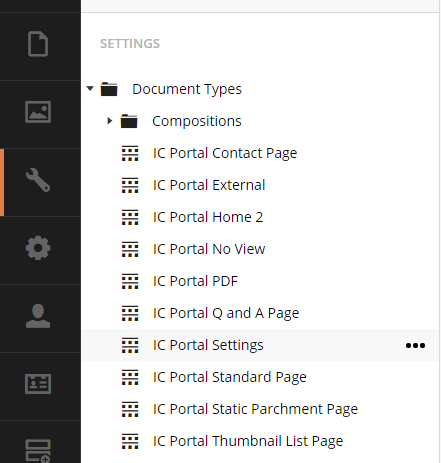 SETTINGS
Document Types
Compositions
IC Portal Contact Page
IC Portal External
IC Portal Home 2
IC Portal No View
IC Portal PDF
IC Portal Q and A Page
IC Portal Settings
IC Portal Standard Page
IC Portal Static Parchment Page
IC Portal Thumbnail List Page